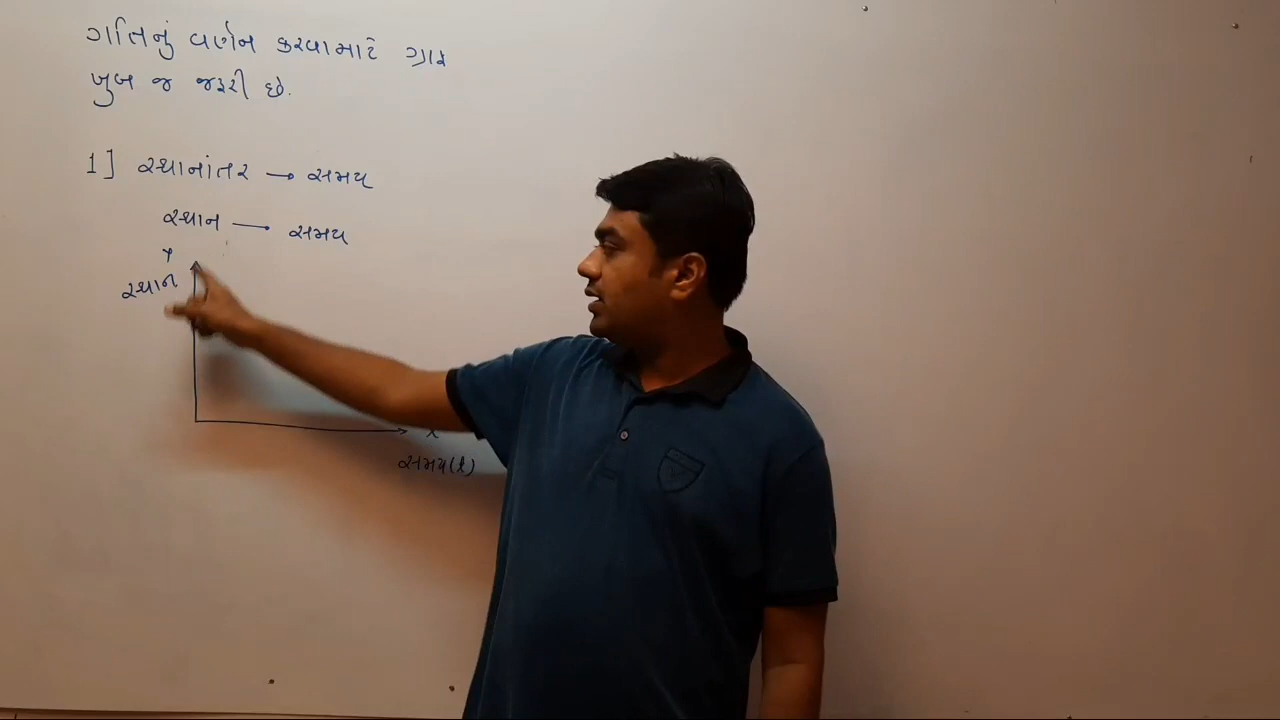 ગતિનું વર્ણન કરવા માટે ગ્રાફ
ખુબ જ જરૂરી છે.
1] સ્થાનાંતર → સમય
સ્થાન — સમય
સ્થાન
x
સમય(t)